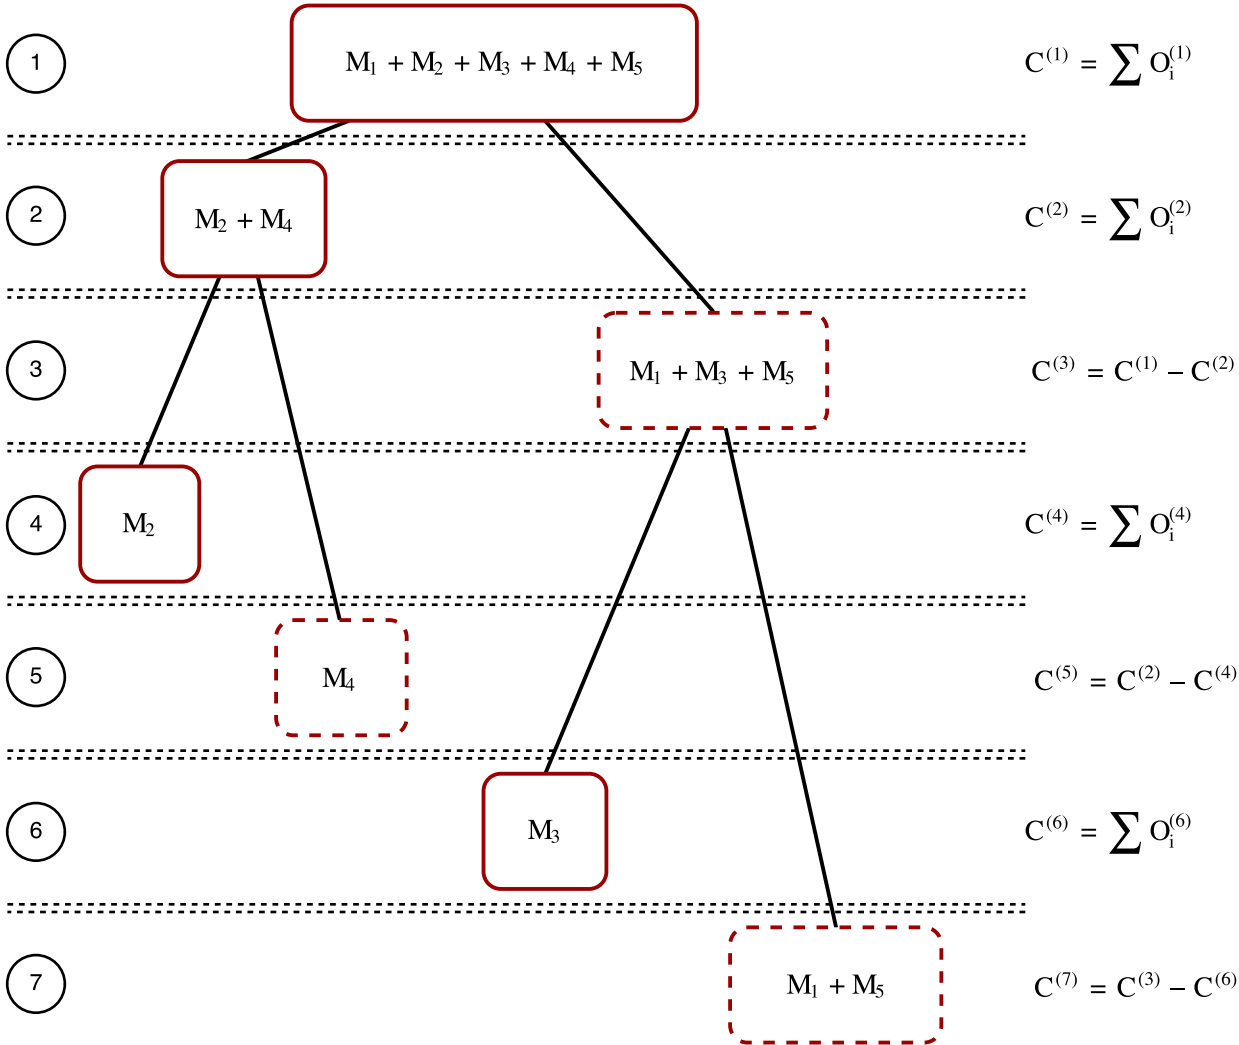 1 M₁ + M₂ + M₃ + M₄ + M₅ C⁽¹⁾ = ∑ Oᵢ⁽¹⁾
2 M₂ + M₄ C⁽²⁾ = ∑ Oᵢ⁽²⁾
3 M₁ + M₃ + M₅ C⁽³⁾ = C⁽¹⁾ – C⁽²⁾
4 M₂ C⁽⁴⁾ = ∑ Oᵢ⁽⁴⁾
5 M₄ C⁽⁵⁾ = C⁽²⁾ – C⁽⁴⁾
6 M₃ C⁽⁶⁾ = ∑ Oᵢ⁽⁶⁾
7 M₁ + M₅ C⁽⁷⁾ = C⁽³⁾ – C⁽⁶⁾